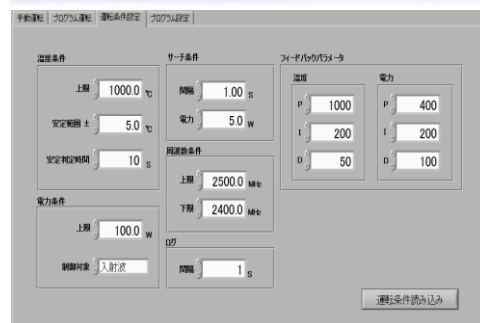 手動運転 プログラム運転 運転条件設定 プログラム設定
温度条件
上限 1000.0 ℃
安定範囲 ± 5.0 ℃
安定判定時間 10 S
電力条件
上限 100.0 W
制御対象 入射波
サーチ条件
間隔 1.00 S
電力 5.0 W
周波数条件
上限 2500.0 MHz
下限 2400.0 MHz
ログ
間隔 1 S
フィードバックパラメータ
温度
P 1000
I 200
D 50
電力
P 400
I 200
D 100
運転条件読み込み